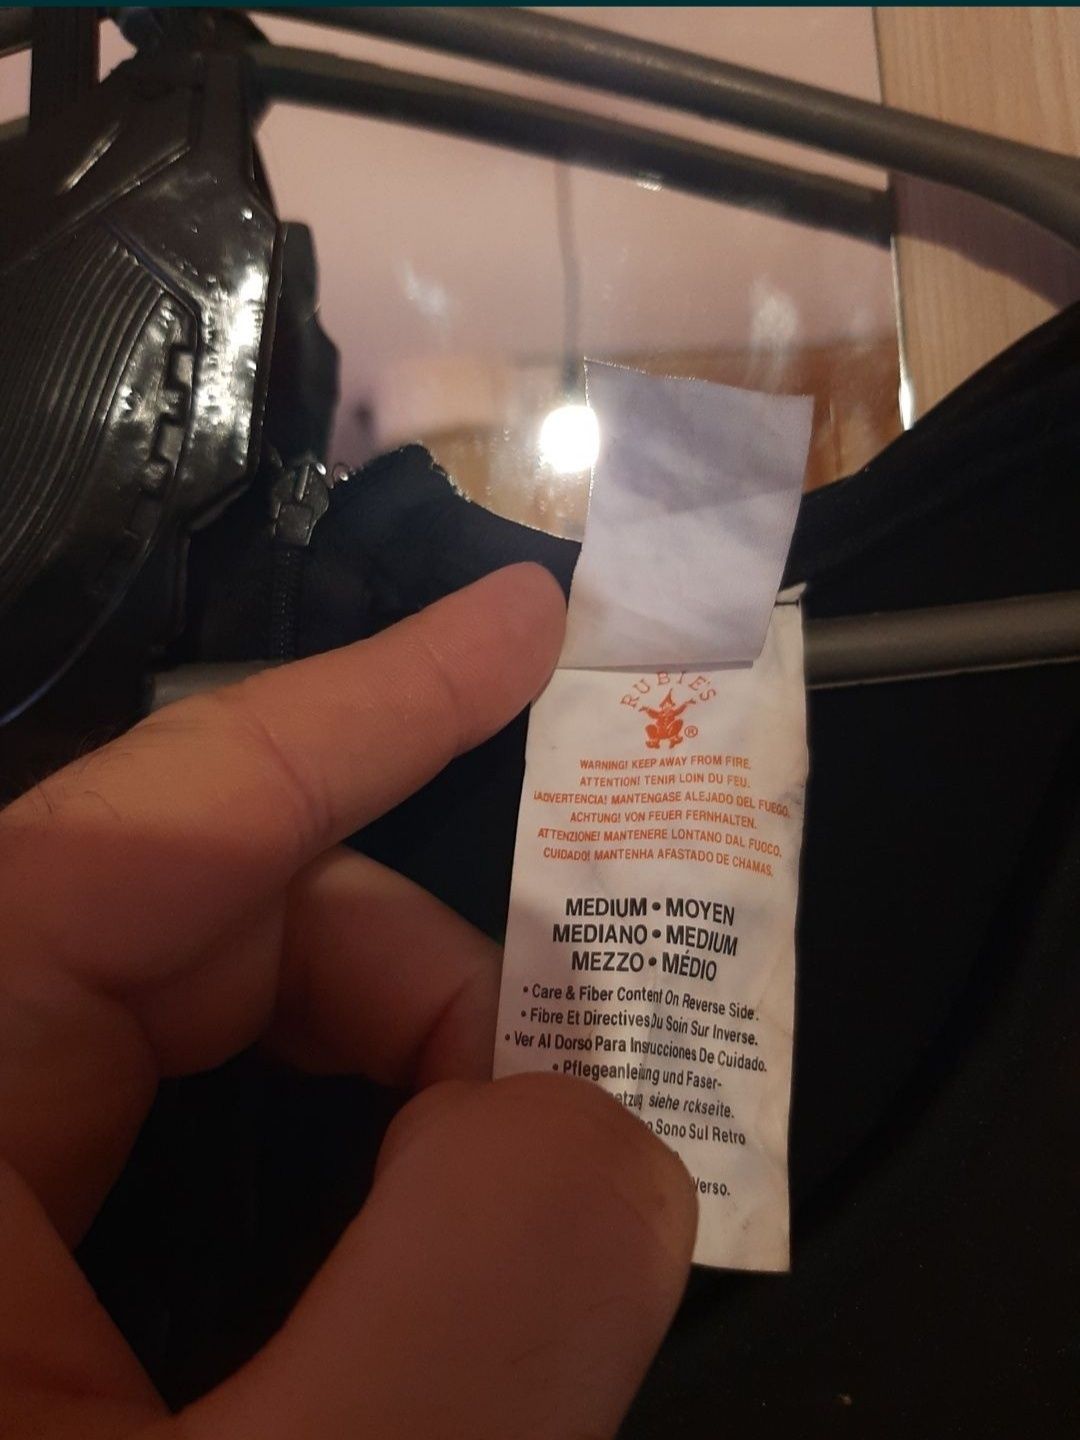 RUBIE'S
®
WARNING! KEEP AWAY FROM FIRE.
ATTENTION! TENIR LOIN DU FEU.
¡ADVERTENCIA! MANTENGASE ALEJADO DEL FUEGO.
ACHTUNG! VON FEUER FERNHALTEN.
ATTENZIONE! MANTENERE LONTANO DAL FUOCO.
CUIDADO! MANTENHA AFASTADO DE CHAMAS.
MEDIUM • MOYEN
MEDIANO • MEDIUM
MEZZO • MÉDIO
• Care & Fiber Content On Reverse Side.
• Fibre Et Directives Du Soin Sur Inverse.
• Ver Al Dorso Para Insrucciones De Cuidado.
• Pflegeanleiung und Faser-
siehe rckseite.
Sono Sul Retro
Verso.